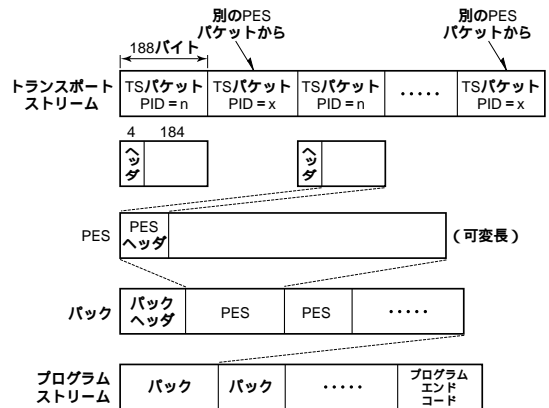 別のPES
パケットから
別のPES
パケットから
188バイト
トランスポート
ストリーム
TSパケット
PID = n
TSパケット
PID = x
TSパケット
PID = n
・・・・・
TSパケット
PID = x
4 184
ヘッダ
ヘッダ
PES
PES
ヘッダ
(可変長)
パック
パック
ヘッダ
PES
PES
・・・・・
プログラム
ストリーム
パック
パック
・・・・・
プログラム
エンド
コード